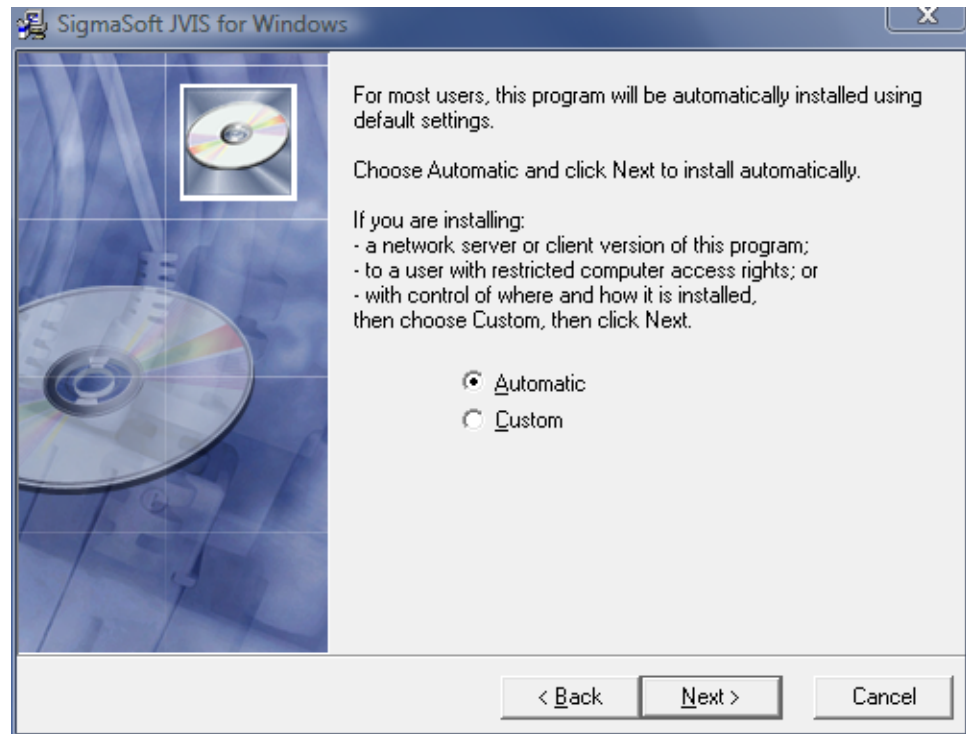 SigmaSoft JVIS for Windows
For most users, this program will be automatically installed using
default settings.
Choose Automatic and click Next to install automatically.
If you are installing:
- a network server or client version of this program;
- to a user with restricted computer access rights; or
- with control of where and how it is installed,
then choose Custom, then click Next.
Automatic
Custom
< Back
Next >
Cancel